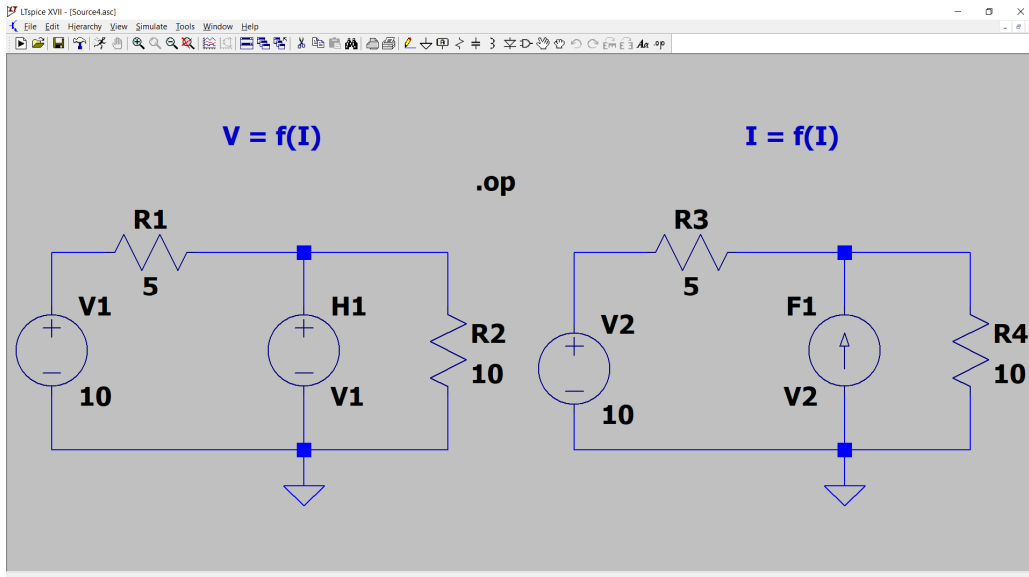 LTspice XVII - [Source4.asc]
File Edit Hierarchy View Simulate Tools Window Help
V = f(I)
I = f(I)
.op
R1
5
V1
10
H1
V1
R2
10
R3
5
V2
10
F1
V2
R4
10